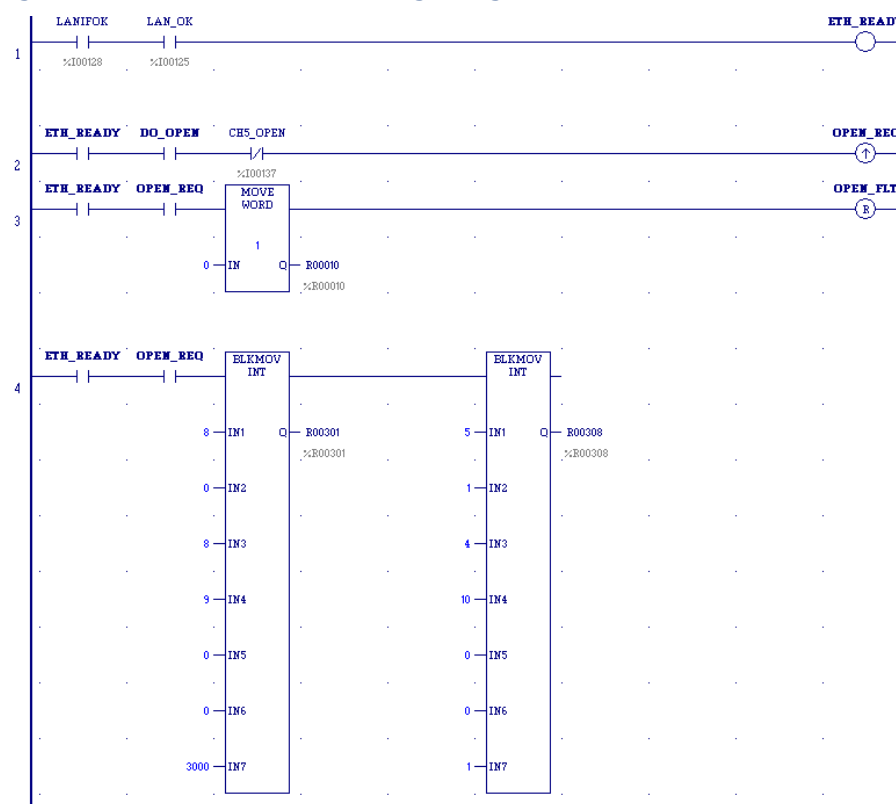 LANIFOK LAN_OK ETH_READY
1
%I00128 %I00125
ETH_READY DO_OPEN CH5_OPEN OPEN_REQ
2
%I00137
ETH_READY OPEN_REQ MOVE OPEN_FLT
WORD
R
3
1
0 IN Q R00010
%R00010
ETH_READY OPEN_REQ BLKMOV BLKMOV
INT INT
4
8 IN1 Q R00301 5 IN1 Q R00308
%R00301 %R00308
0 IN2 1 IN2
8 IN3 4 IN3
9 IN4 10 IN4
0 IN5 0 IN5
0 IN6 0 IN6
3000 IN7 1 IN7